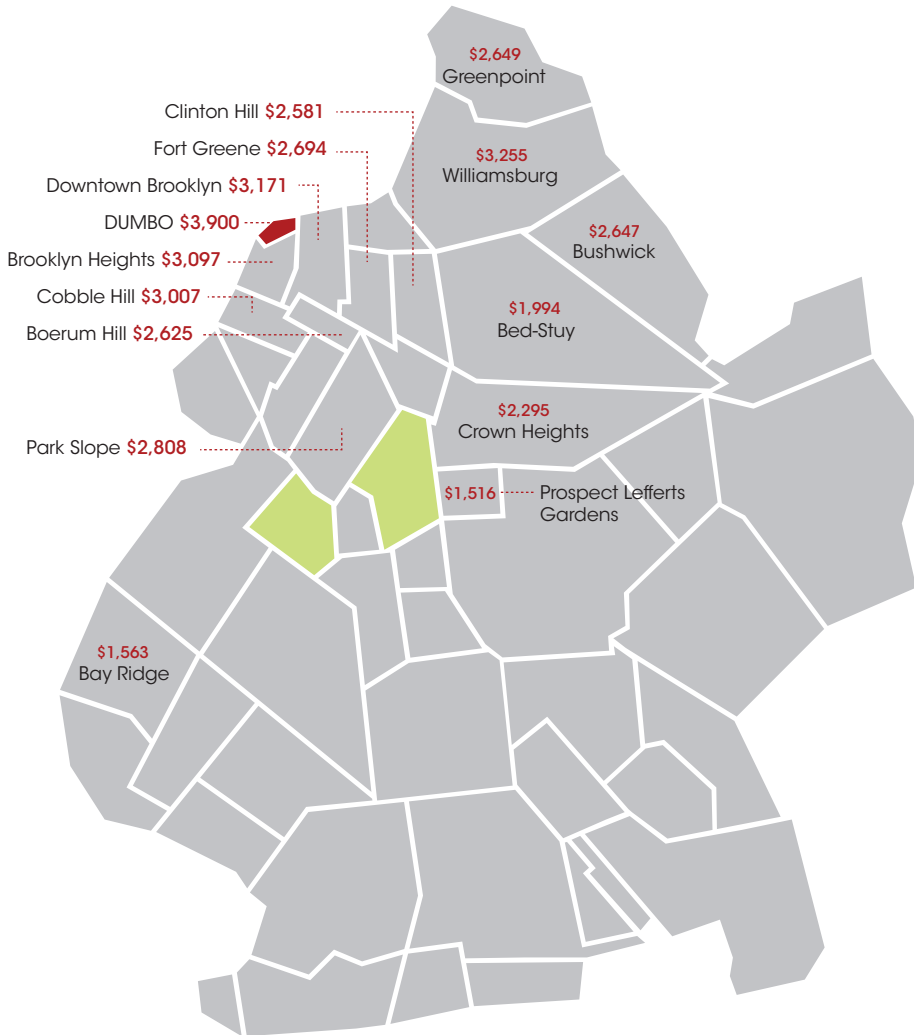 $2,649
Greenpoint
Clinton Hill $2,581
Fort Greene $2,694
$3,255
Williamsburg
Downtown Brooklyn $3,171
DUMBO $3,900
$2,647
Bushwick
Brooklyn Heights $3,097
Cobble Hill $3,007
$1,994
Bed-Stuy
Boerum Hill $2,625
$2,295
Crown Heights
Park Slope $2,808
$1,516 Prospect Lefferts
Gardens
$1,563
Bay Ridge